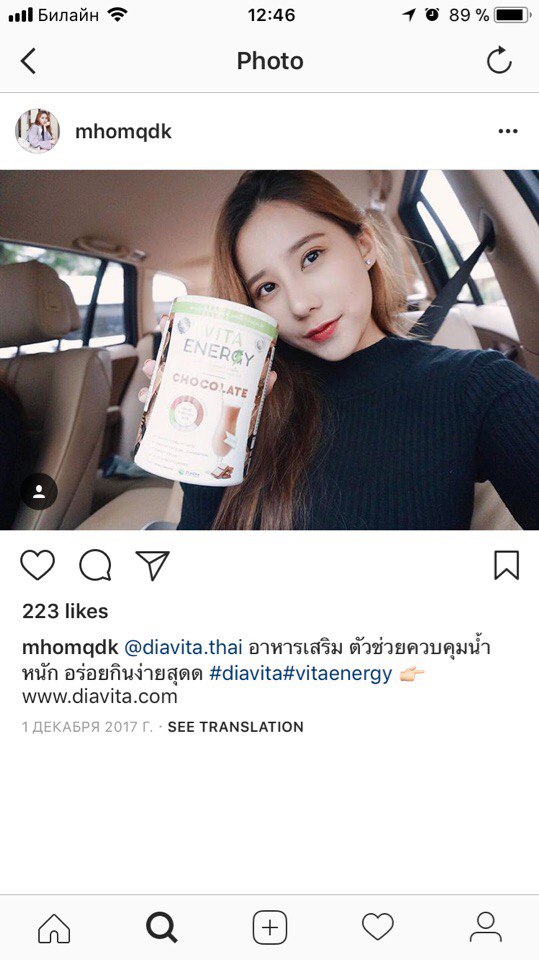 Билайн 12:46 89 %
Photo
mhomqdk
VITA
ENERGY
CHOCOLATE
223 likes
mhomqdk @diavita.thai อาหารเสริม ตัวช่วยควบคุมน้ำ
หนัก อร่อยกินง่ายสุดด #diavita#vitaenergy 👉🏻
www.diavita.com
1 ДЕКАБРЯ 2017 Г. · SEE TRANSLATION